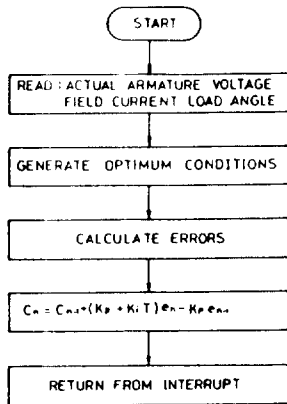 START
READ : ACTUAL ARMATURE VOLTAGE
FIELD CURRENT LOAD ANGLE
GENERATE OPTIMUM CONDITIONS
CALCULATE ERRORS
Cn = Cn-1+(Kp + KiT)en - Kp en-1
RETURN FROM INTERRUPT